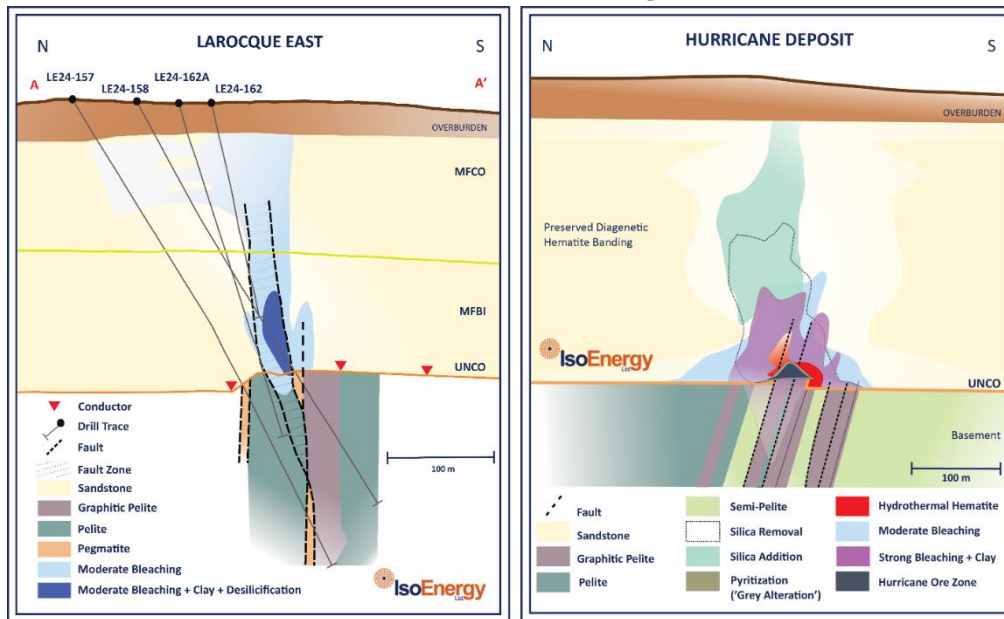 LAROCQUE EAST
N
S
A
A'
LE24-157
LE24-158
LE24-162A
LE24-162
OVERBURDEN
MFCO
MFBI
UNCO
Conductor
Drill Trace
Fault
Fault Zone
Sandstone
Graphitic Pelite
Pelite
Pegmatite
Moderate Bleaching
Moderate Bleaching + Clay + Desilicification
100 m
IsoEnergy
Ltd.
HURRICANE DEPOSIT
N
S
OVERBURDEN
Preserved Diagenetic
Hematite Banding
IsoEnergy
Ltd.
UNCO
Basement
100 m
Fault
Sandstone
Graphitic Pelite
Pelite
Semi-Pelite
Silica Removal
Silica Addition
Pyritization
('Grey Alteration')
Hydrothermal Hematite
Moderate Bleaching
Strong Bleaching + Clay
Hurricane Ore Zone